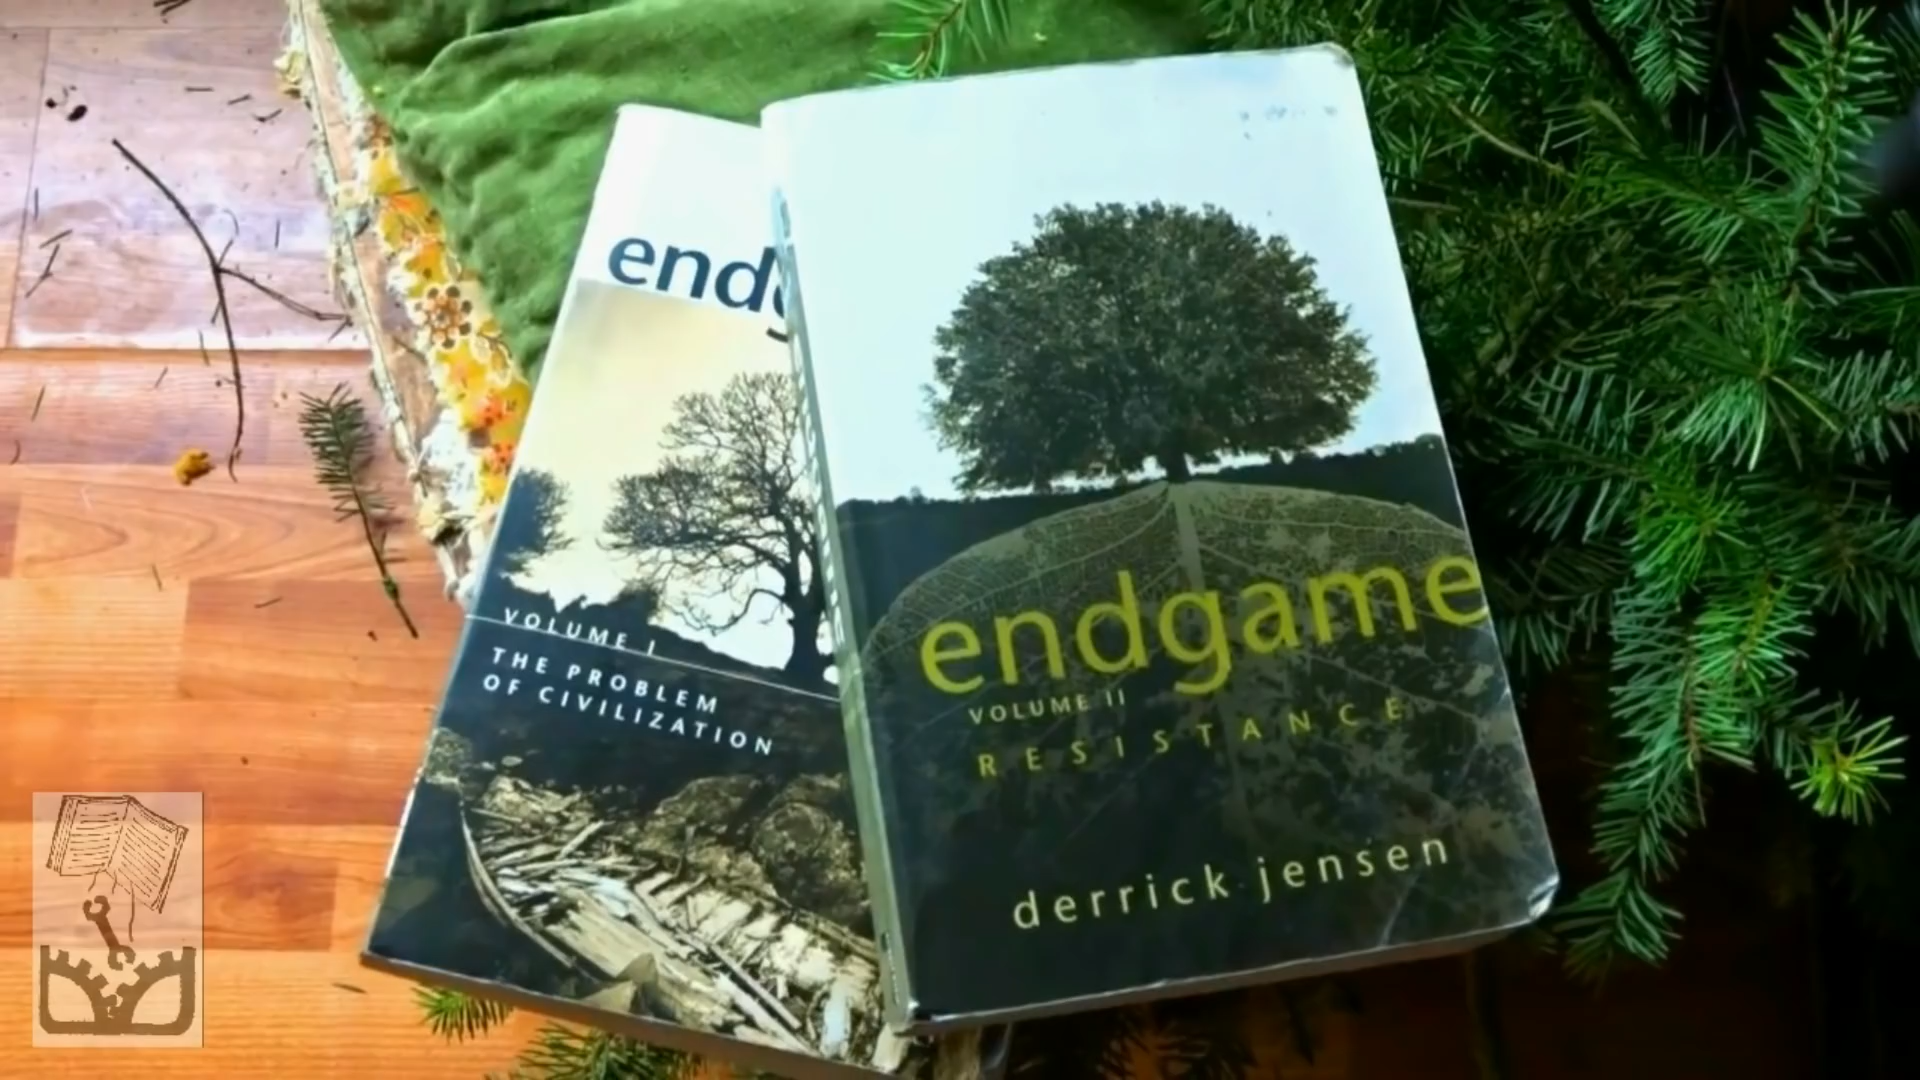 endg
VOLUME I
THE PROBLEM
OF CIVILIZATION
endgame
VOLUME II
RESISTANCE
derrick jensen